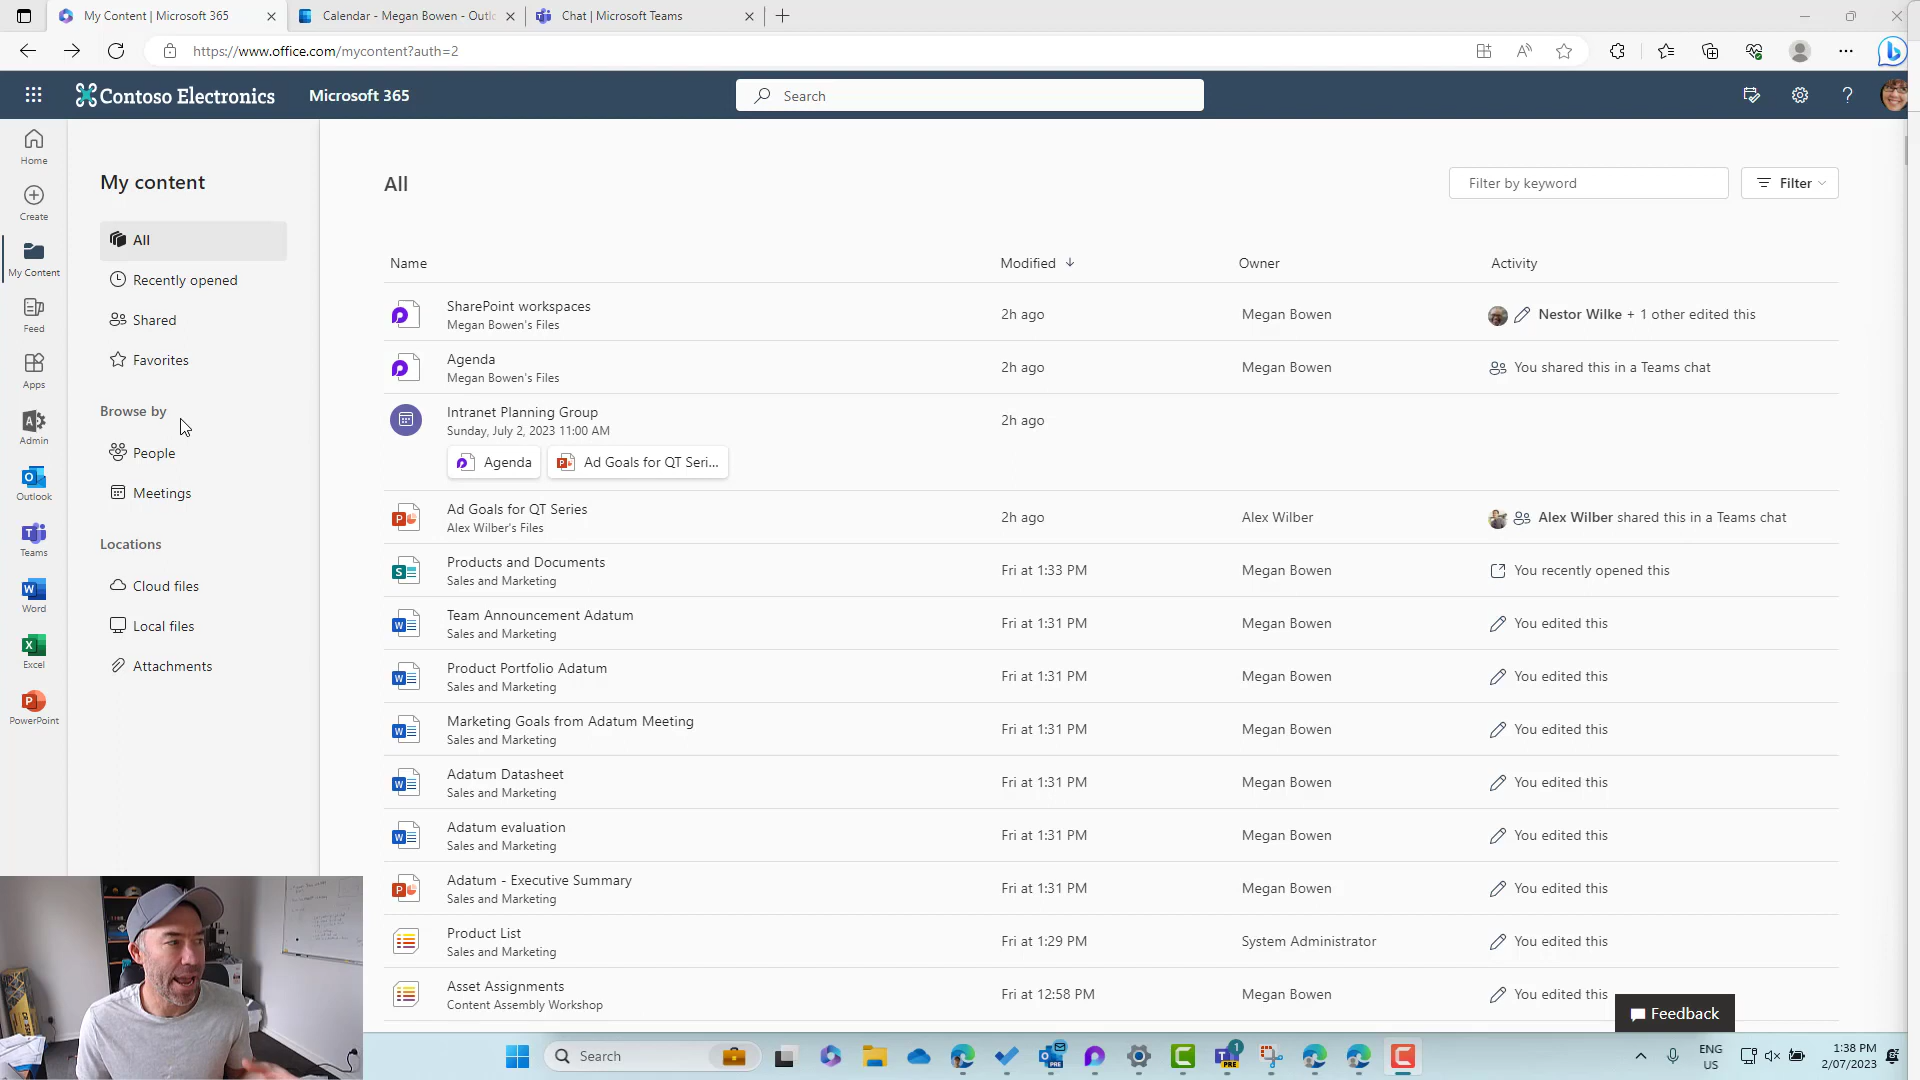 My Content | Microsoft 365
Calendar - Megan Bowen - Outlo
Chat | Microsoft Teams
https://www.office.com/mycontent?auth=2
Contoso Electronics
Microsoft 365
Search
Home
Create
My Content
Feed
Apps
Admin
Outlook
Teams
Word
Excel
PowerPoint
My content
All
Recently opened
Shared
Favorites
Browse by
People
Meetings
Locations
Cloud files
Local files
Attachments
All
Filter by keyword
Filter
Name Modified Owner Activity
SharePoint workspaces
Megan Bowen's Files
2h ago Megan Bowen Nestor Wilke + 1 other edited this
Agenda
Megan Bowen's Files
2h ago Megan Bowen You shared this in a Teams chat
Intranet Planning Group
Sunday, July 2, 2023 11:00 AM
2h ago
Agenda Ad Goals for QT Seri...
Ad Goals for QT Series
Alex Wilber's Files
2h ago Alex Wilber Alex Wilber shared this in a Teams chat
Products and Documents
Sales and Marketing
Fri at 1:33 PM Megan Bowen You recently opened this
Team Announcement Adatum
Sales and Marketing
Fri at 1:31 PM Megan Bowen You edited this
Product Portfolio Adatum
Sales and Marketing
Fri at 1:31 PM Megan Bowen You edited this
Marketing Goals from Adatum Meeting
Sales and Marketing
Fri at 1:31 PM Megan Bowen You edited this
Adatum Datasheet
Sales and Marketing
Fri at 1:31 PM Megan Bowen You edited this
Adatum evaluation
Sales and Marketing
Fri at 1:31 PM Megan Bowen You edited this
Adatum - Executive Summary
Sales and Marketing
Fri at 1:31 PM Megan Bowen You edited this
Product List
Sales and Marketing
Fri at 1:29 PM System Administrator You edited this
Asset Assignments
Content Assembly Workshop
Fri at 12:58 PM Megan Bowen You edited this
Feedback
Search
PRE
1
PRE
ENG
US
1:38 PM
2/07/2023